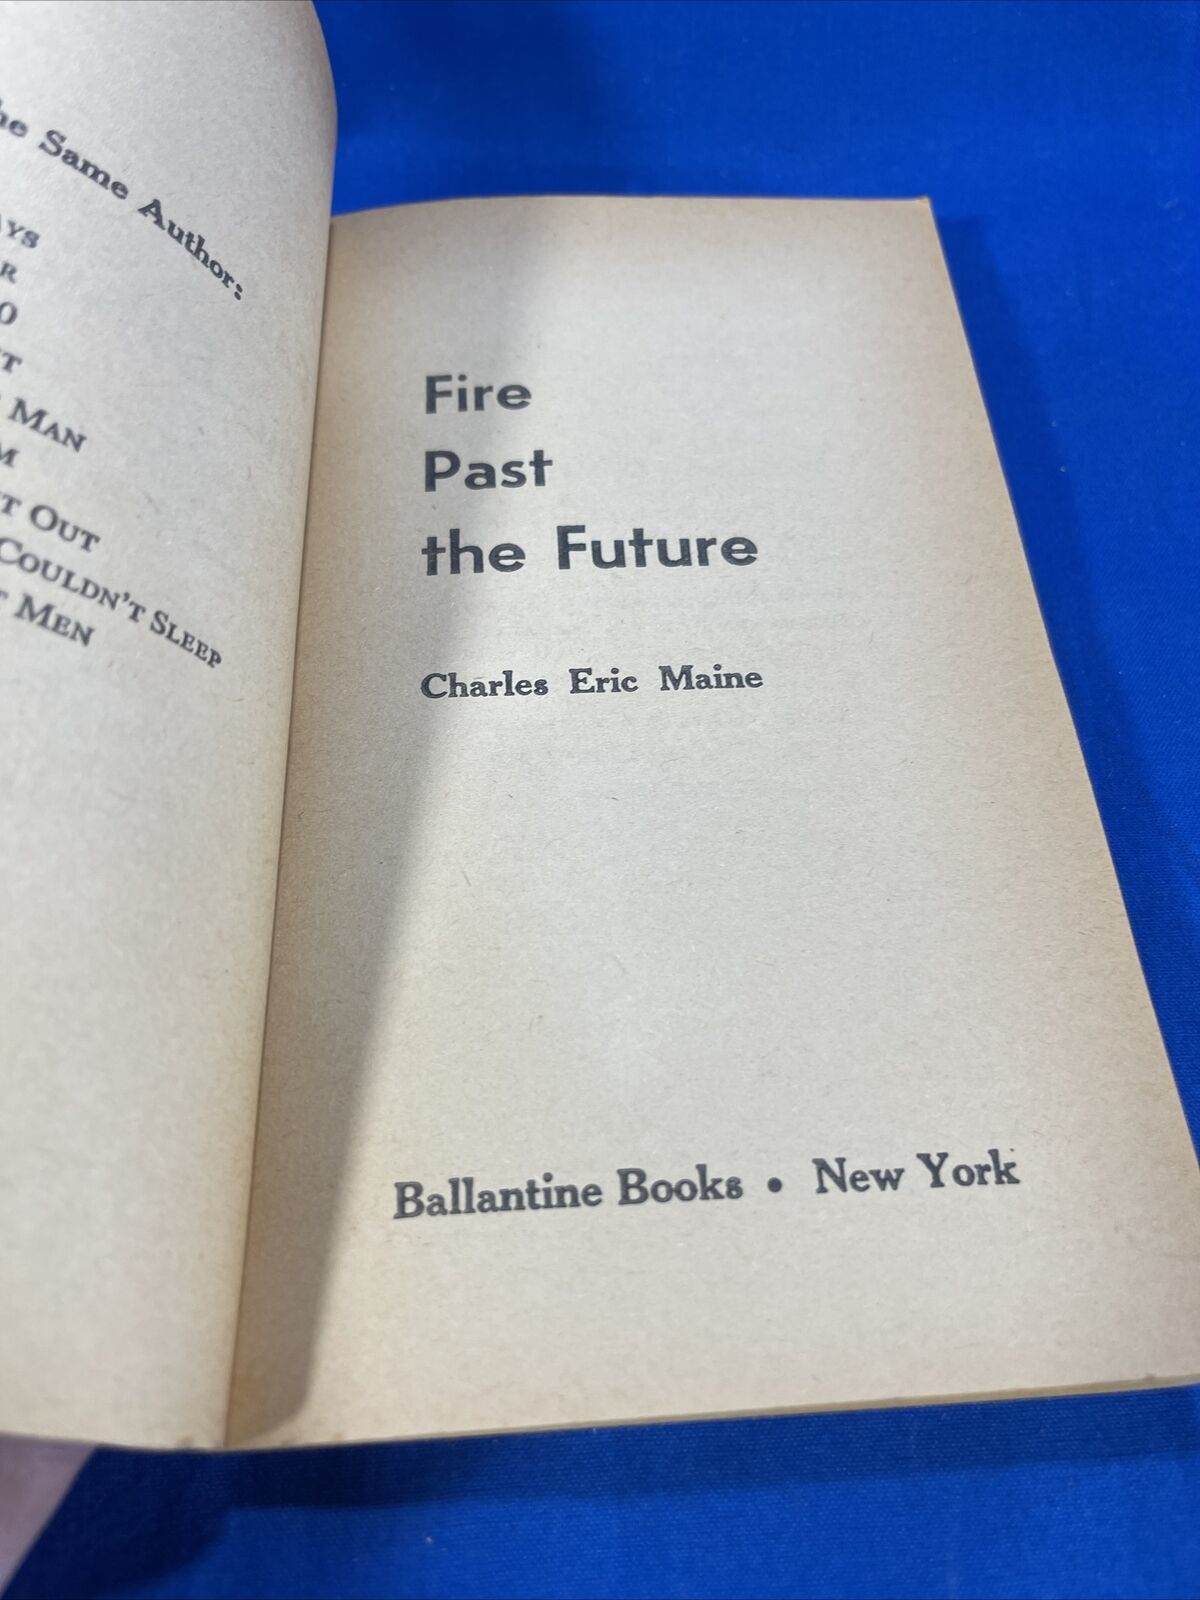 he Same Author:
AYS
R
O
T
MAN
M
T OUT
COULDN'T SLEEP
T MEN
Fire
Past
the Future
Charles Eric Maine
Ballantine Books • New York